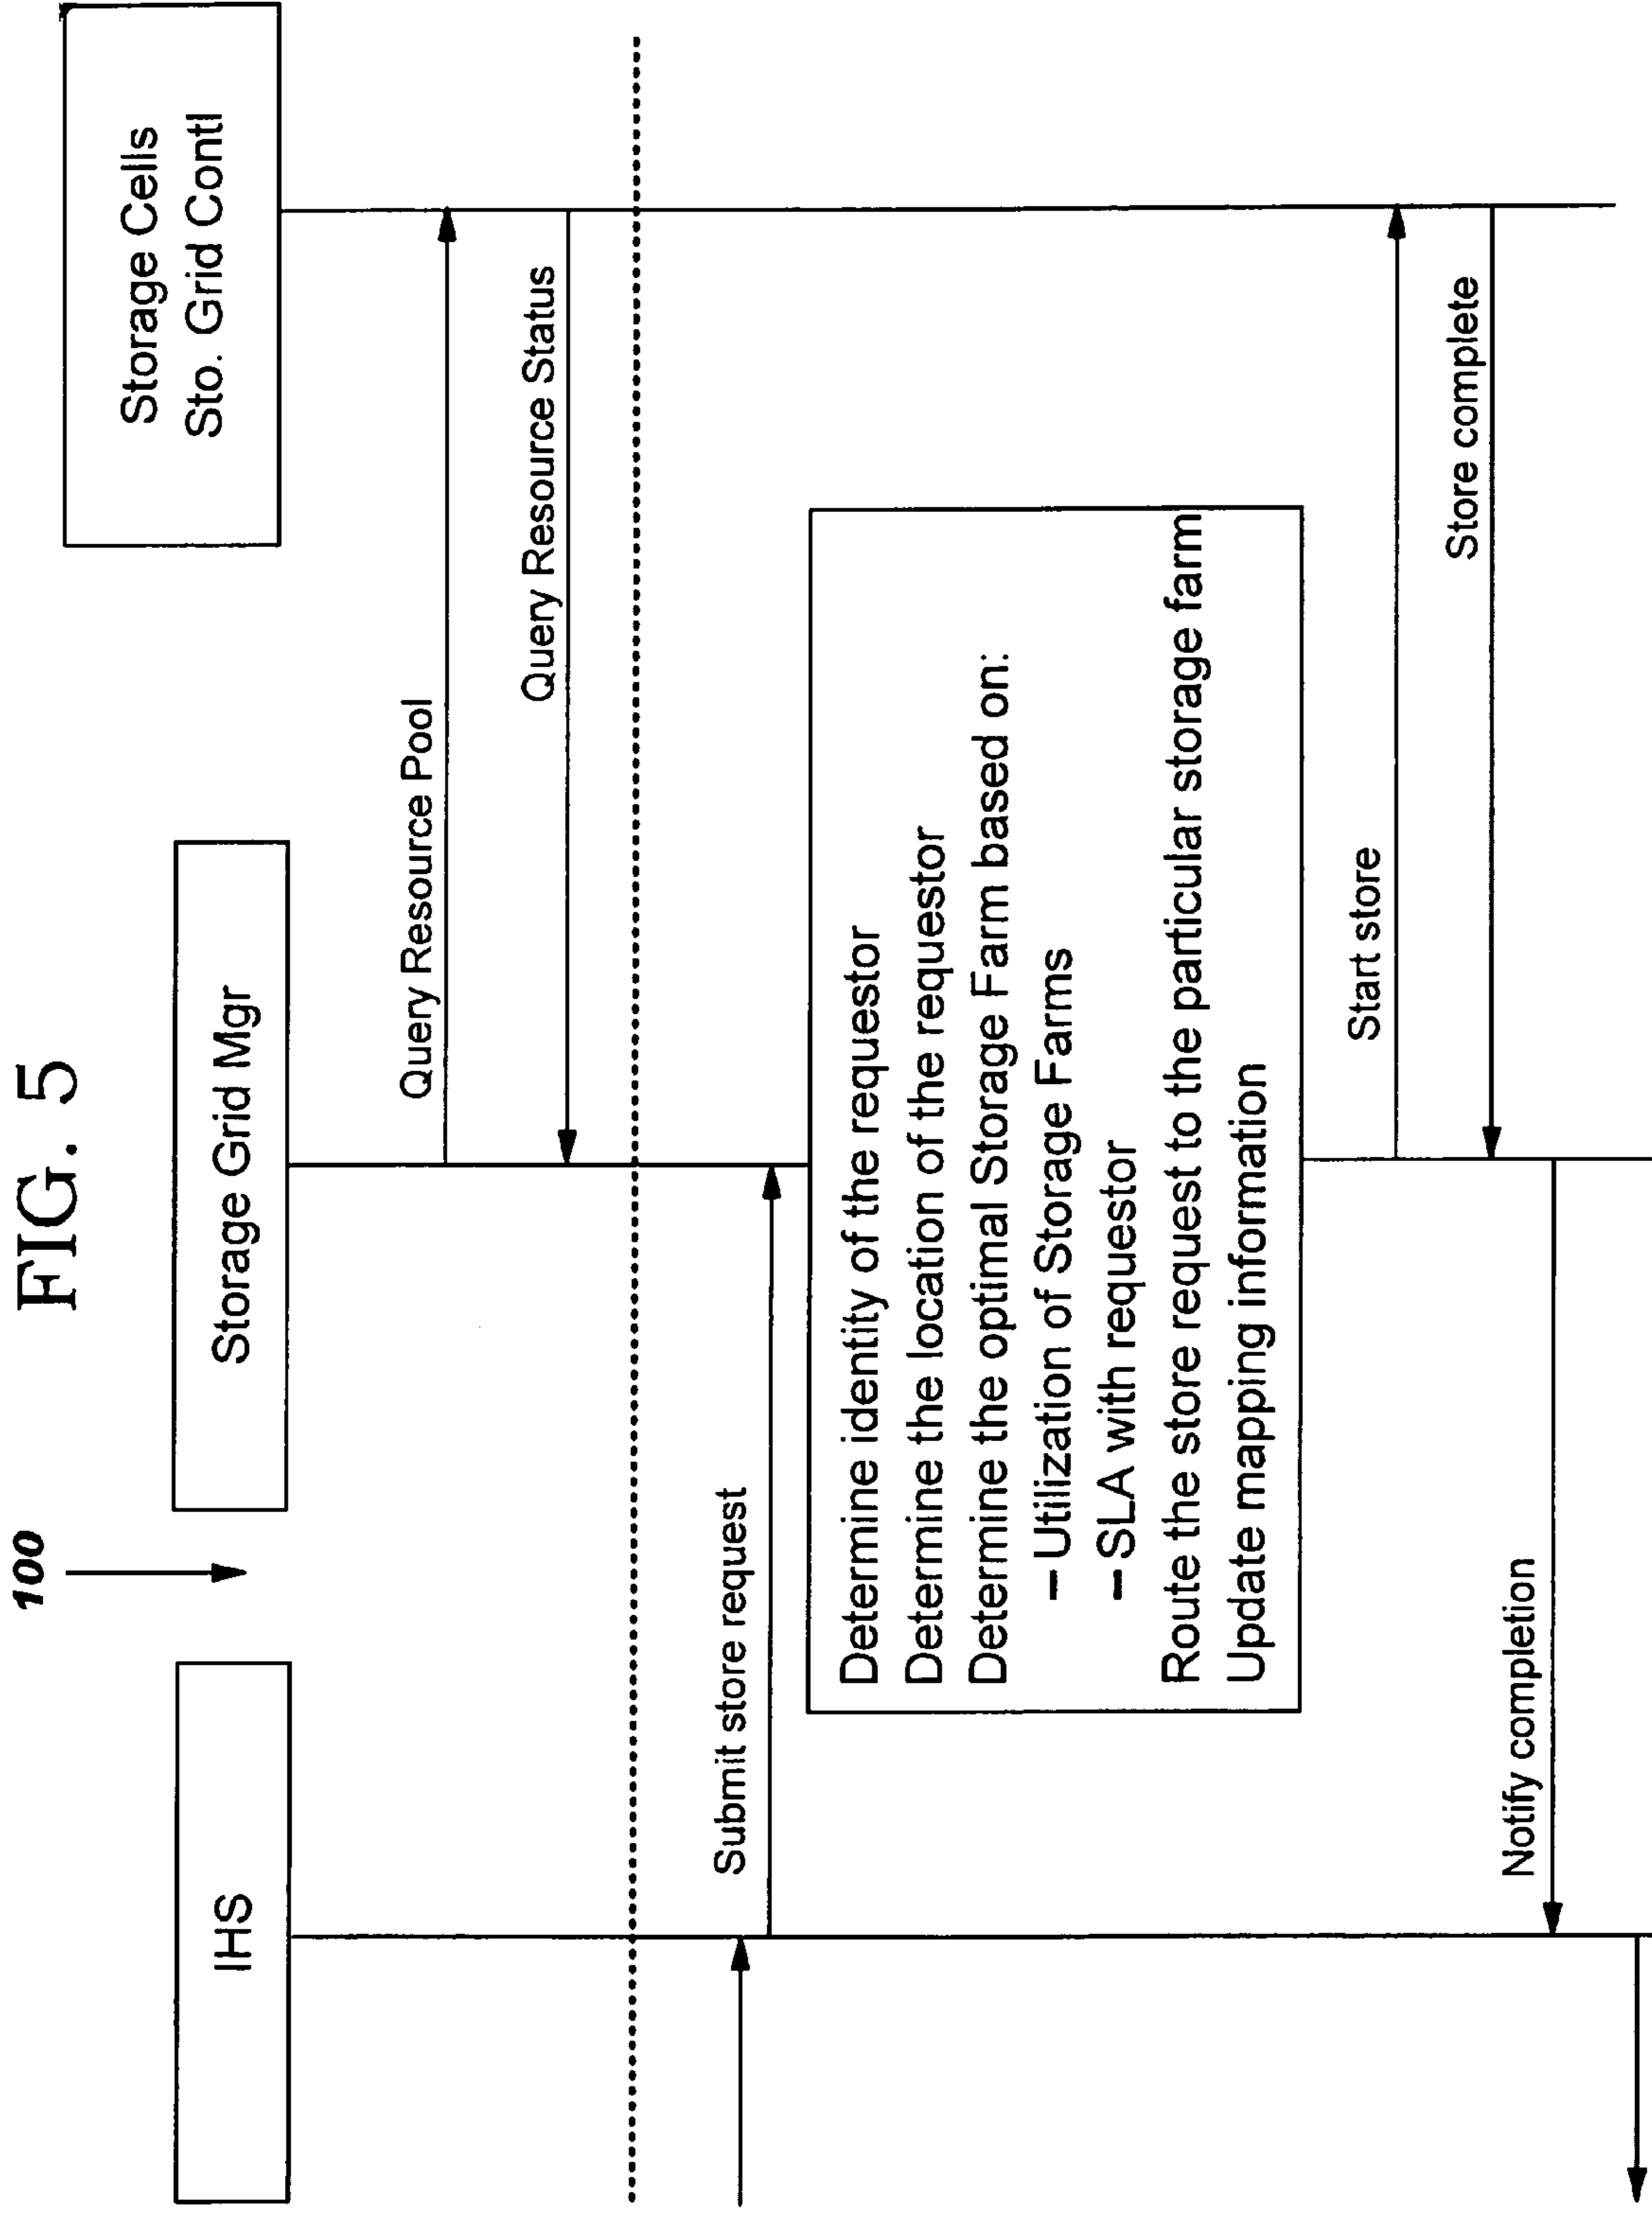 FIG. 5
100
IHS
Storage Grid Mgr
Storage Cells
Sto. Grid Contl
Query Resource Pool
Query Resource Status
Submit store request
Determine identity of the requestor
Determine the location of the requestor
Determine the optimal Storage Farm based on:
– Utilization of Storage Farms
– SLA with requestor
Route the store request to the particular storage farm
Update mapping information
Start store
Store complete
Notify completion